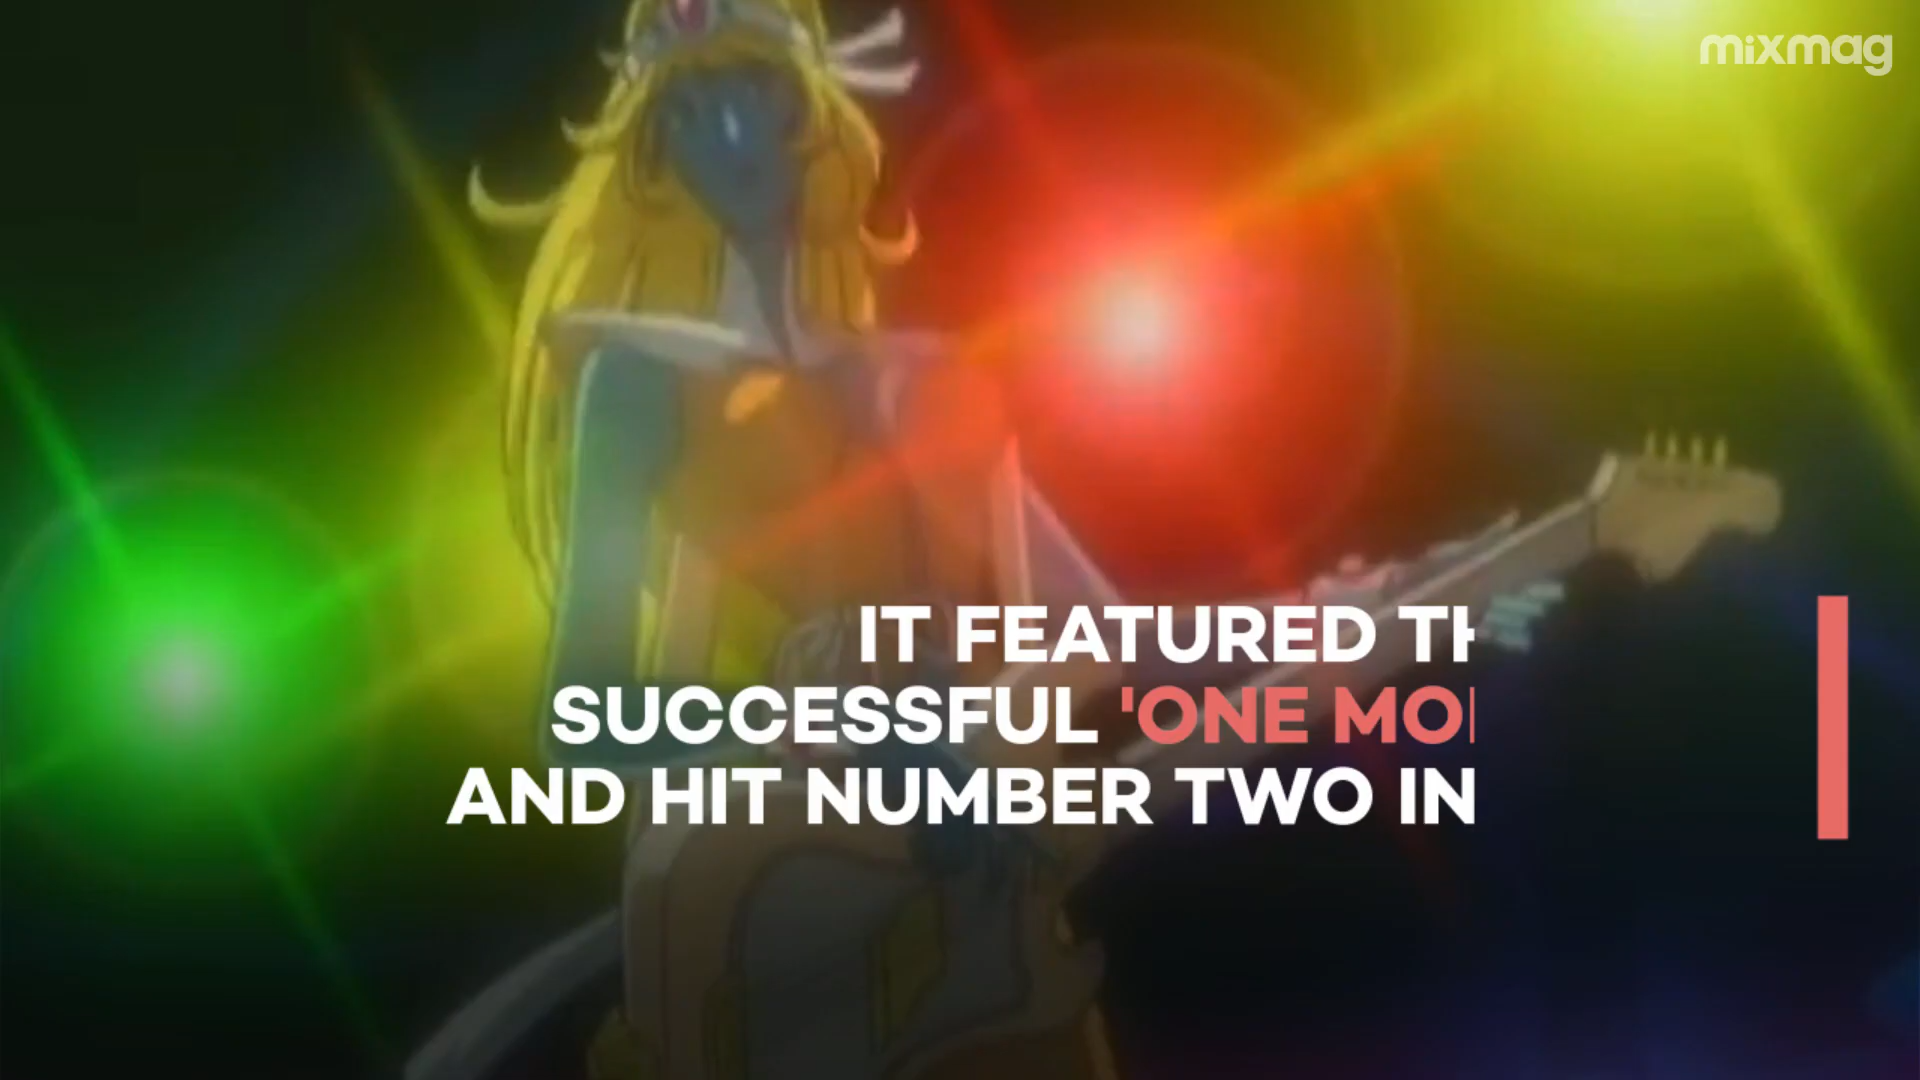 mixmag
IT FEATURED TH
SUCCESSFUL 'ONE MO
AND HIT NUMBER TWO IN